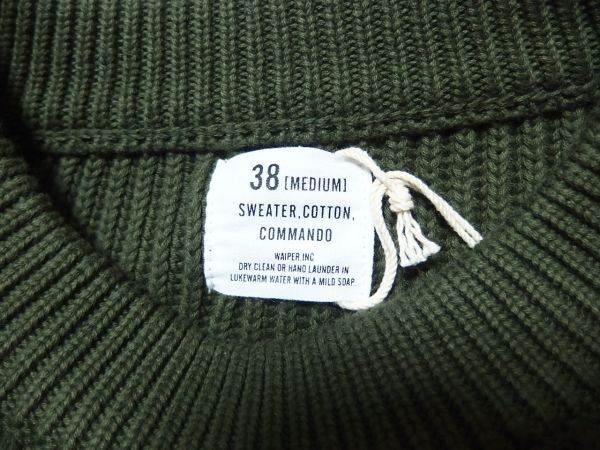 38 [MEDIUM]
SWEATER,COTTON,
COMMANDO
WAIPER.INC
DRY CLEAN OR HAND LAUNDER IN
LUKEWARM WATER WITH A MILD SOAP